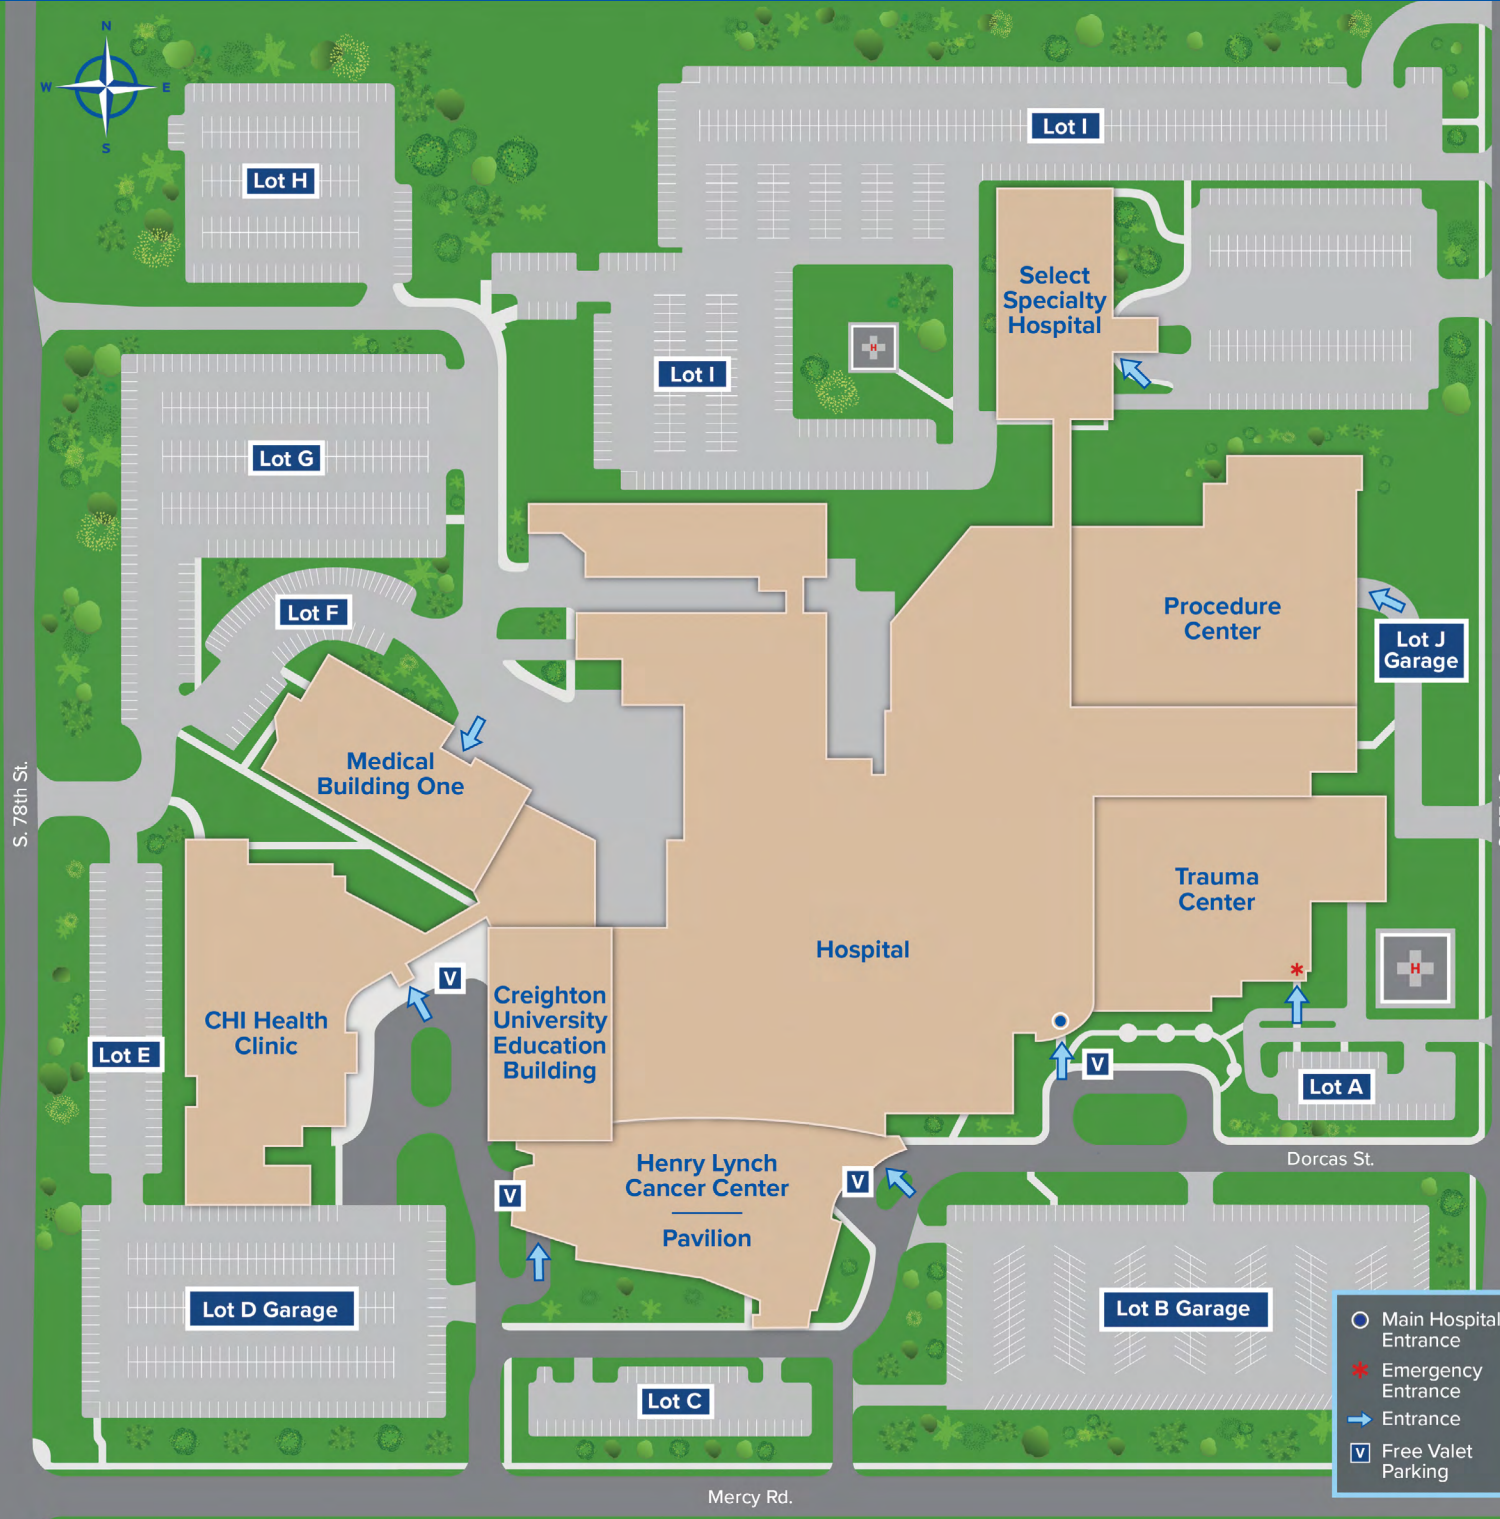 N
W
E
S
Lot I
Lot H
Select
Specialty
Hospital
H
Lot I
Lot G
Lot F
Procedure
Center
Lot J
Garage
Medical
Building One
S. 78th St.
Trauma
Center
Hospital
H
V
Creighton
University
Education
Building
CHI Health
Clinic
Lot E
V
Lot A
Dorcas St.
Henry Lynch
Cancer Center
Pavilion
V
V
Lot D Garage
Lot B Garage
Lot C
Main Hospital
Entrance
Emergency
Entrance
Entrance
V
Free Valet
Parking
Mercy Rd.